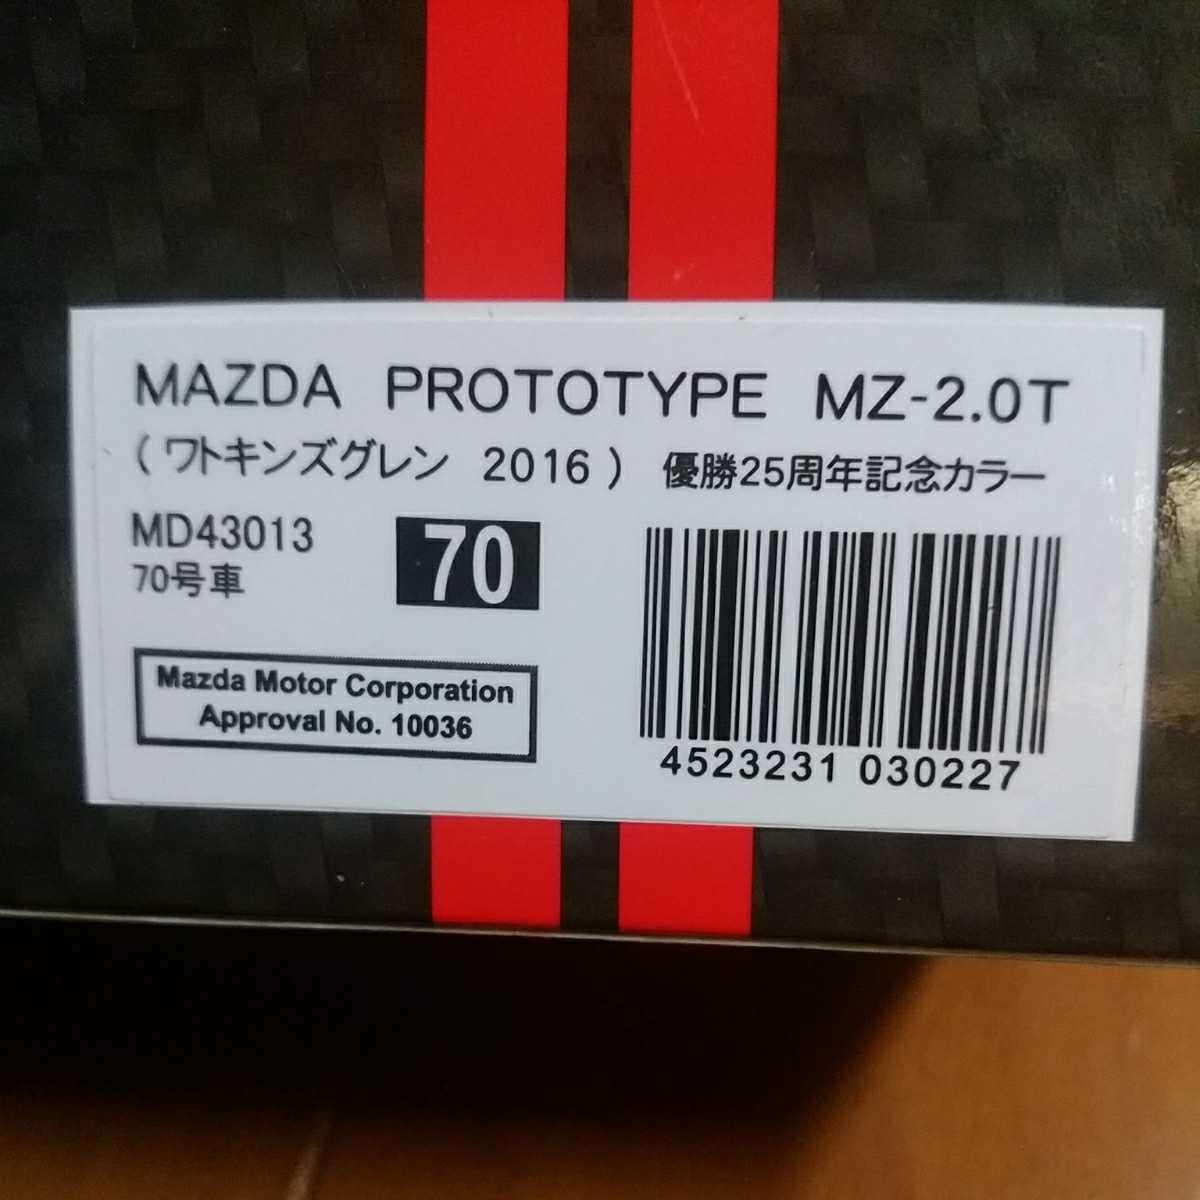 MAZDA PROTOTYPE MZ-2.0T
(ワトキンズグレン 2016) 優勝25周年記念カラー
MD43013
70号車
70
Mazda Motor Corporation
Approval No. 10036
4523231 030227